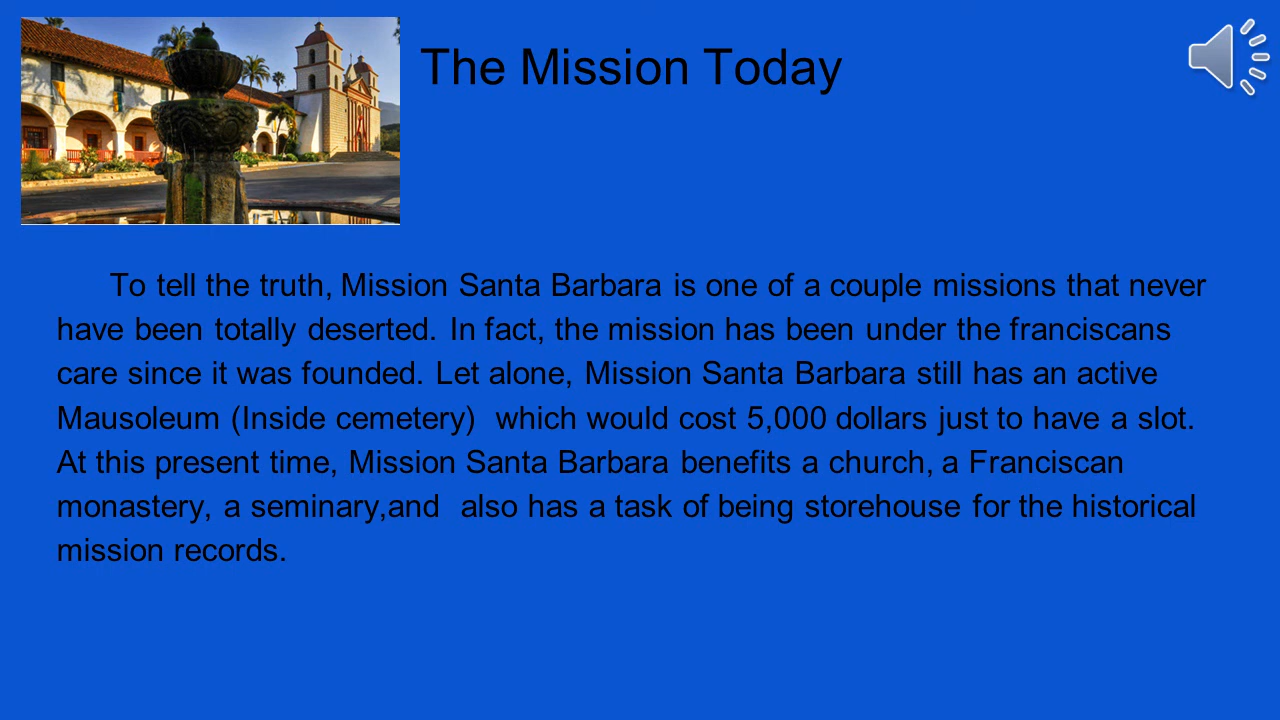 The Mission Today
To tell the truth, Mission Santa Barbara is one of a couple missions that never
have been totally deserted. In fact, the mission has been under the franciscans
care since it was founded. Let alone, Mission Santa Barbara still has an active
Mausoleum (Inside cemetery)  which would cost 5,000 dollars just to have a slot.
At this present time, Mission Santa Barbara benefits a church, a Franciscan
monastery, a seminary,and  also has a task of being storehouse for the historical
mission records.